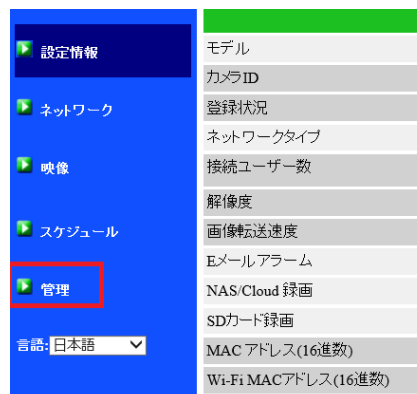 設定情報
ネットワーク
映像
スケジュール
管理
言語: 日本語
モデル
カメラID
登録状況
ネットワークタイプ
接続ユーザー数
解像度
画像転送速度
Eメールアラーム
NAS/Cloud 録画
SDカード録画
MAC アドレス(16進数)
Wi-Fi MACアドレス(16進数)